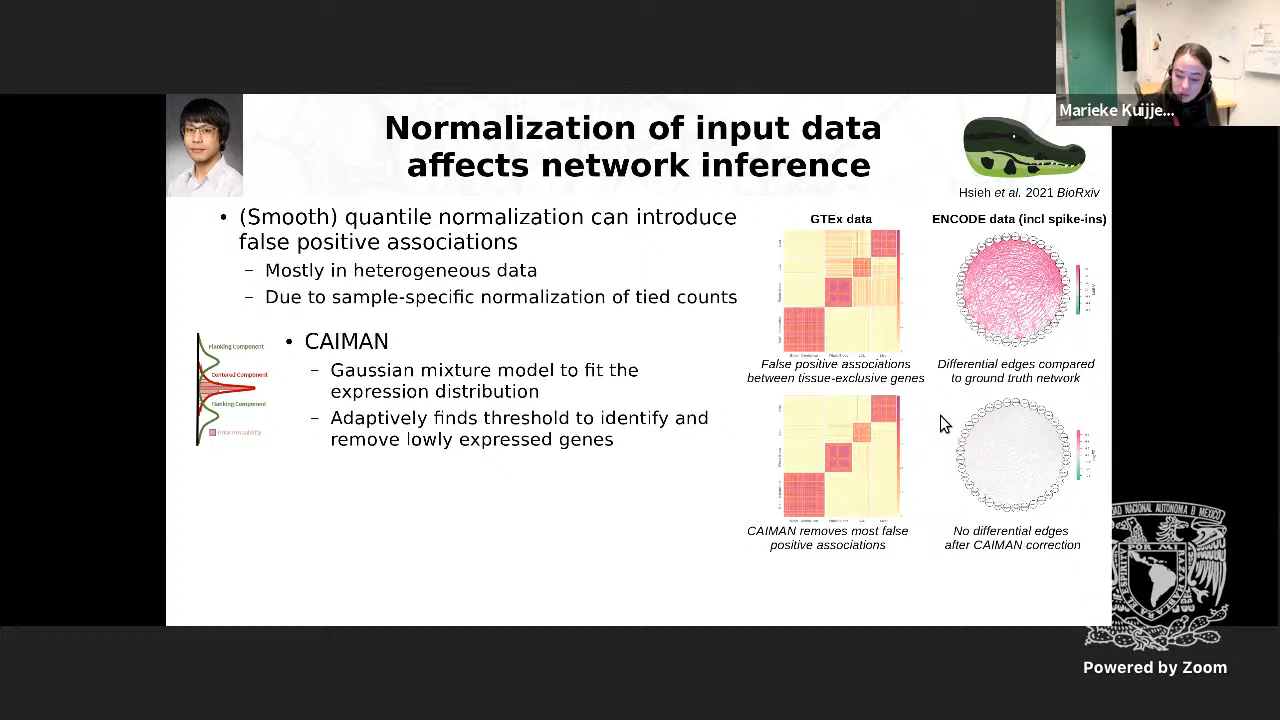 Marieke Kuijje...
Normalization of input data
affects network inference
Hsieh et al. 2021 BioRxiv
• (Smooth) quantile normalization can introduce
false positive associations
– Mostly in heterogeneous data
– Due to sample-specific normalization of tied counts
• CAIMAN
– Gaussian mixture model to fit the
expression distribution
– Adaptively finds threshold to identify and
remove lowly expressed genes
Flanking Component
Centered Component
Flanking Component
Prior Probability
GTEx data
False positive associations
between tissue-exclusive gen
CAIMAN removes most false
positive associations
ENCODE data (incl spike-ins)
Differential edges compared
to ground truth network
No differential edges
after CAIMAN correction
Powered by Zoom